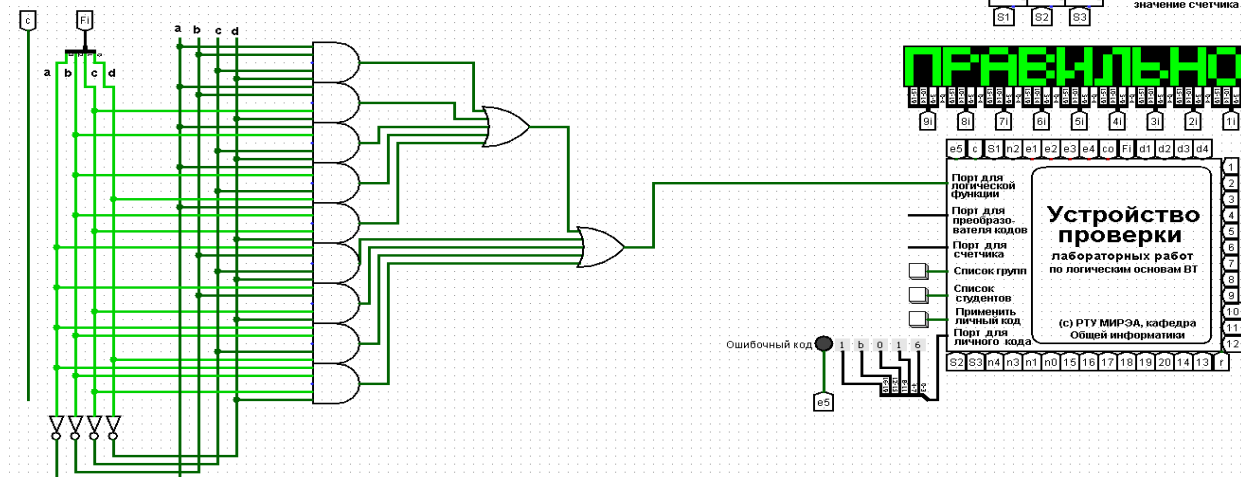 c Fi
a b c d
a b c d
S1 S2 S3
значение счетчика
ПРАВИЛЬНО
9i 8i 7i 6i 5i 4i 3i 2i 1i
e5 c S1 n2 e1 e2 e3 e4 co Fi d1 d2 d3 d4
Порт для
логической
функции
Порт для
преобразо-
вателя кодов
Порт для
счетчика
Список групп
Список
студентов
Применить
личный код
Порт для
личного кода
Устройство
проверки
лабораторных работ
по логическим основам ВТ
(с) РТУ МИРЭА, кафедра
Общей информатики
1
2
3
4
5
6
7
8
9
10
11
12
S2 S3 n4 n3 n1 n0 15 16 17 18 19 20 14 13 r
Ошибочный код 1 b 0 1 6
e5